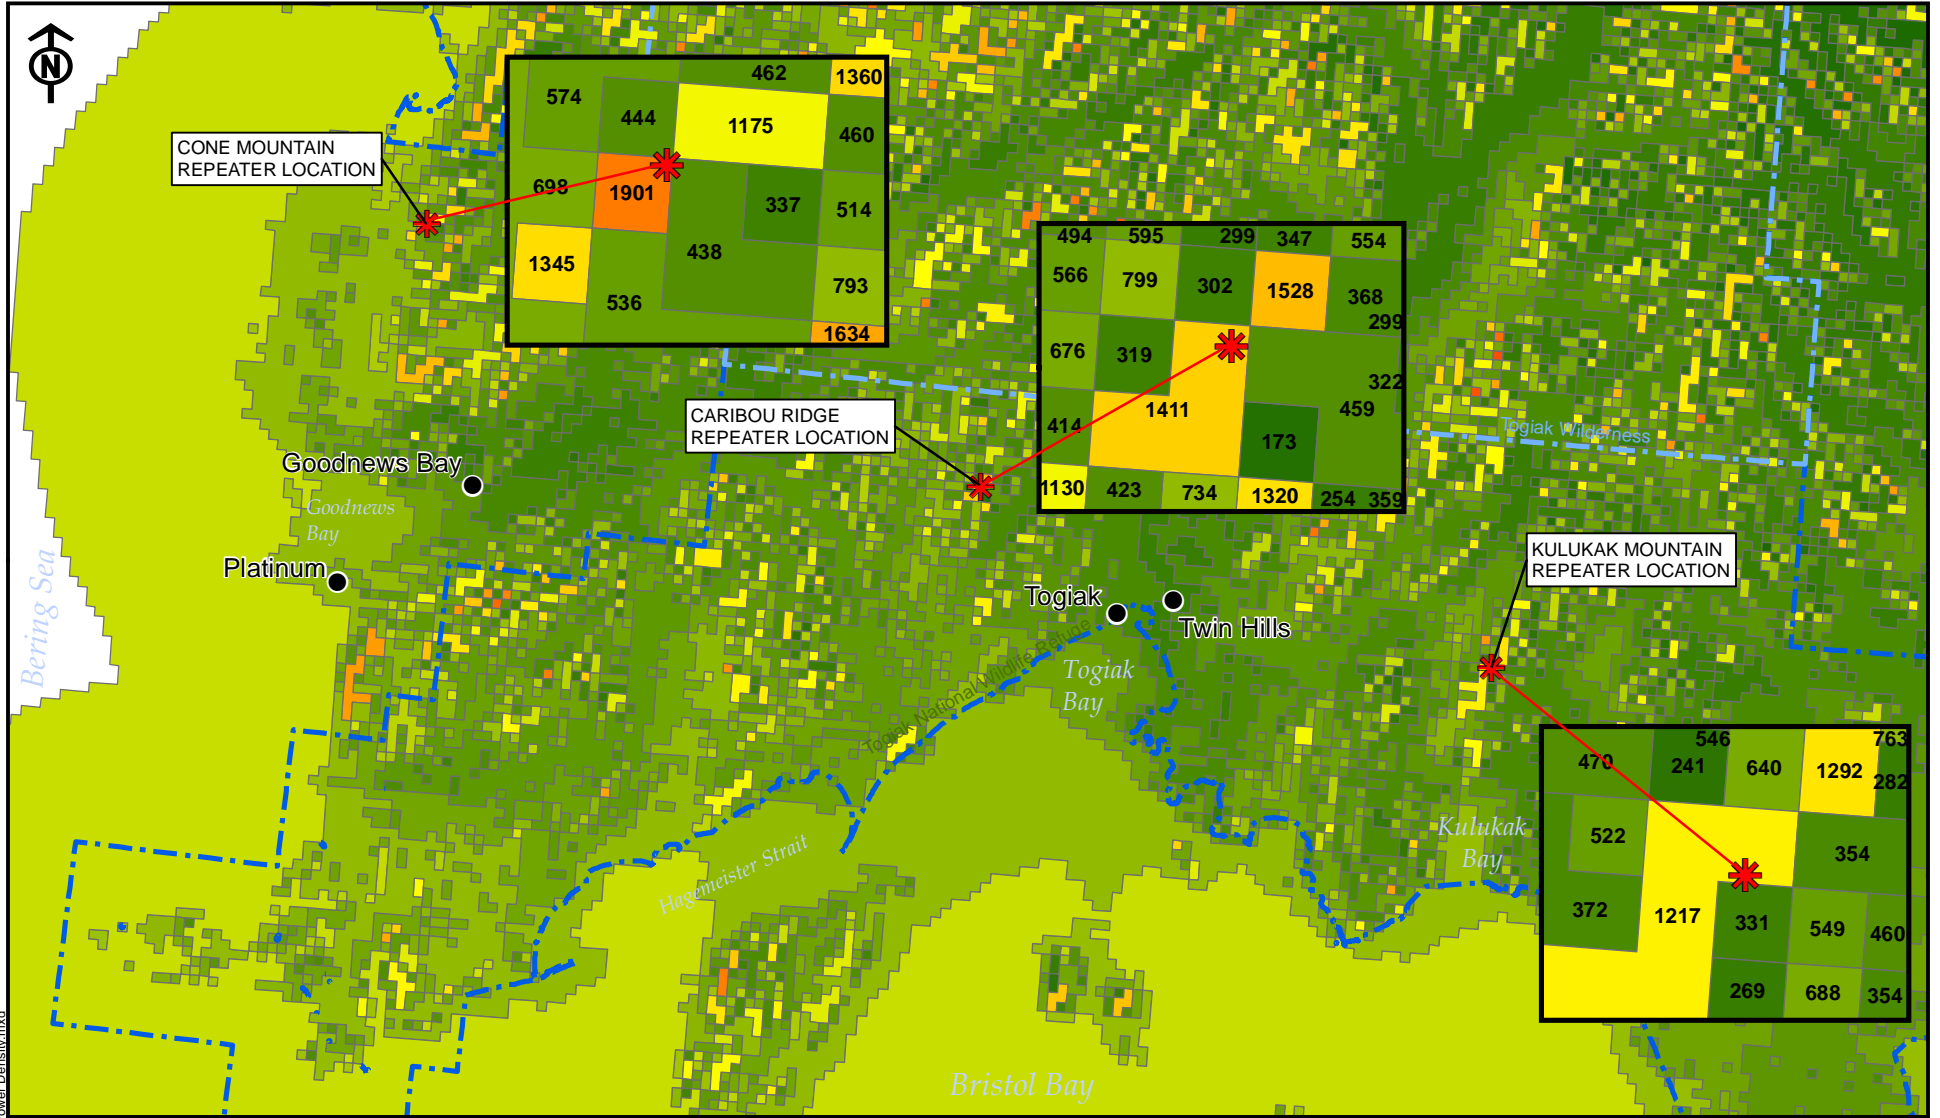 N
CONE MOUNTAIN
REPEATER LOCATION
462
1360
574
444
1175
460
698
1901
337
514
1345
438
536
793
1634
494
595
299
347
554
566
799
302
1528
368
299
676
319
322
1411
459
414
173
1130
423
734
1320
254
359
CARIBOU RIDGE
REPEATER LOCATION
Togiak Wilderness
Goodnews Bay
Goodnews
Bay
Platinum
Bering Sea
KULUKAK MOUNTAIN
REPEATER LOCATION
Togiak
Twin Hills
Togiak National Wildlife Refuge
Togiak
Bay
546
763
470
241
640
1292
282
522
354
372
1217
331
549
460
269
688
354
Kulukak
Bay
Hagemeister Strait
Bristol Bay
ower Density.mxd